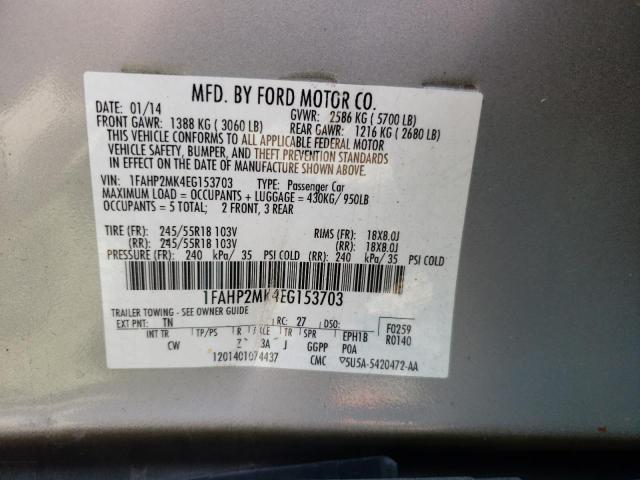 MFD. BY FORD MOTOR CO.
DATE: 01/14 GVWR: 2586 KG ( 5700 LB)
FRONT GAWR: 1388 KG ( 3060 LB) REAR GAWR: 1216 KG ( 2680 LB)
THIS VEHICLE CONFORMS TO ALL APPLICABLE FEDERAL MOTOR
VEHICLE SAFETY, BUMPER, AND THEFT PREVENTION STANDARDS
IN EFFECT ON THE DATE OF MANUFACTURE SHOWN ABOVE.
VIN: 1FAHP2MK4EG153703 TYPE: Passenger Car
MAXIMUM LOAD = OCCUPANTS + LUGGAGE = 430KG/ 950LB
OCCUPANTS = 5 TOTAL; 2 FRONT, 3 REAR
TIRE (FR): 245/55R18 103V RIMS (FR): 18X8.0J
(RR): 245/55R18 103V (RR): 18X8.0J
PRESSURE (FR): 240 kPa/ 35 PSI COLD (RR): 240 kPa/ 35 PSI COLD
1FAHP2MK4EG153703
TRAILER TOWING - SEE OWNER GUIDE
EXT PNT: TN RC: 27 DSO: F0259
INT TR TP/PS R TR SPR EPH1B R0140
CW 3A J GGPP POA
1201401074437 CMC 5U5A-5420472-AA